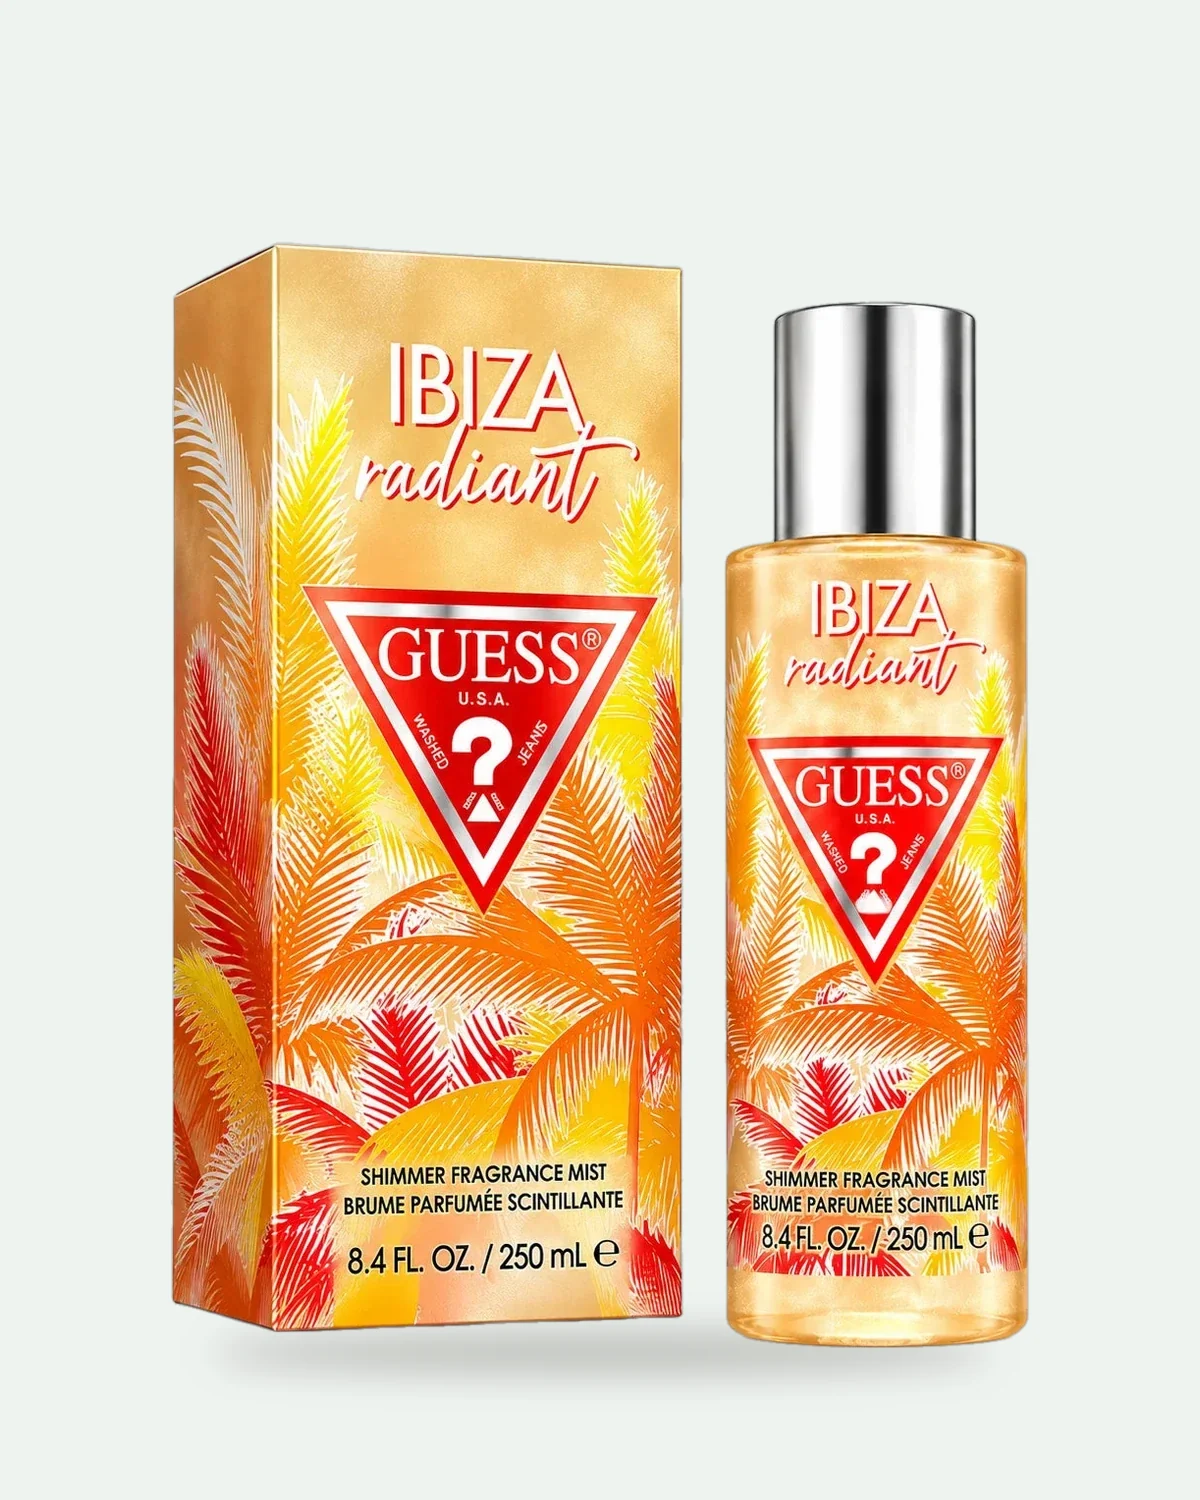 IBIZA
radiant
GUESS®
U.S.A.
WASHED ? JEANS
SHIMMER FRAGRANCE MIST
BRUME PARFUMÉE SCINTILLANTE
8.4 FL. OZ. / 250 mL ℮
IBIZA
radiant
GUESS®
U.S.A.
WASHED ? JEANS
SHIMMER FRAGRANCE MIST
BRUME PARFUMÉE SCINTILLANTE
8.4 FL. OZ. / 250 mL ℮